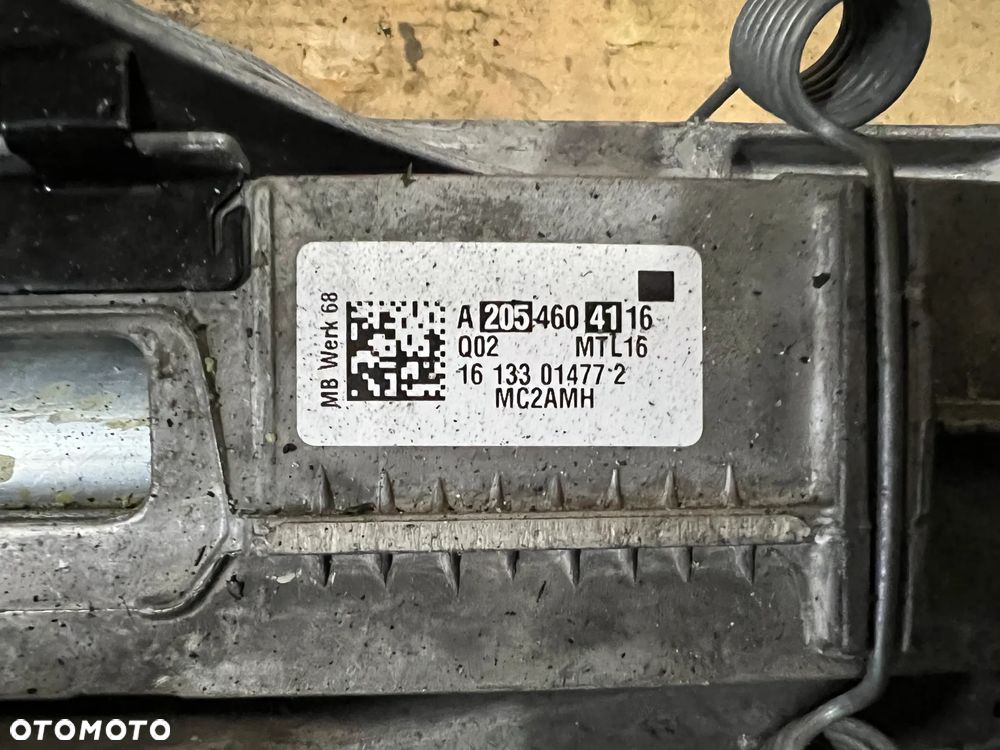 MB Werk 68
A 205 460 41 16
Q02 MTL16
16 133 01477 2
MC2AMH
OTOMOTO